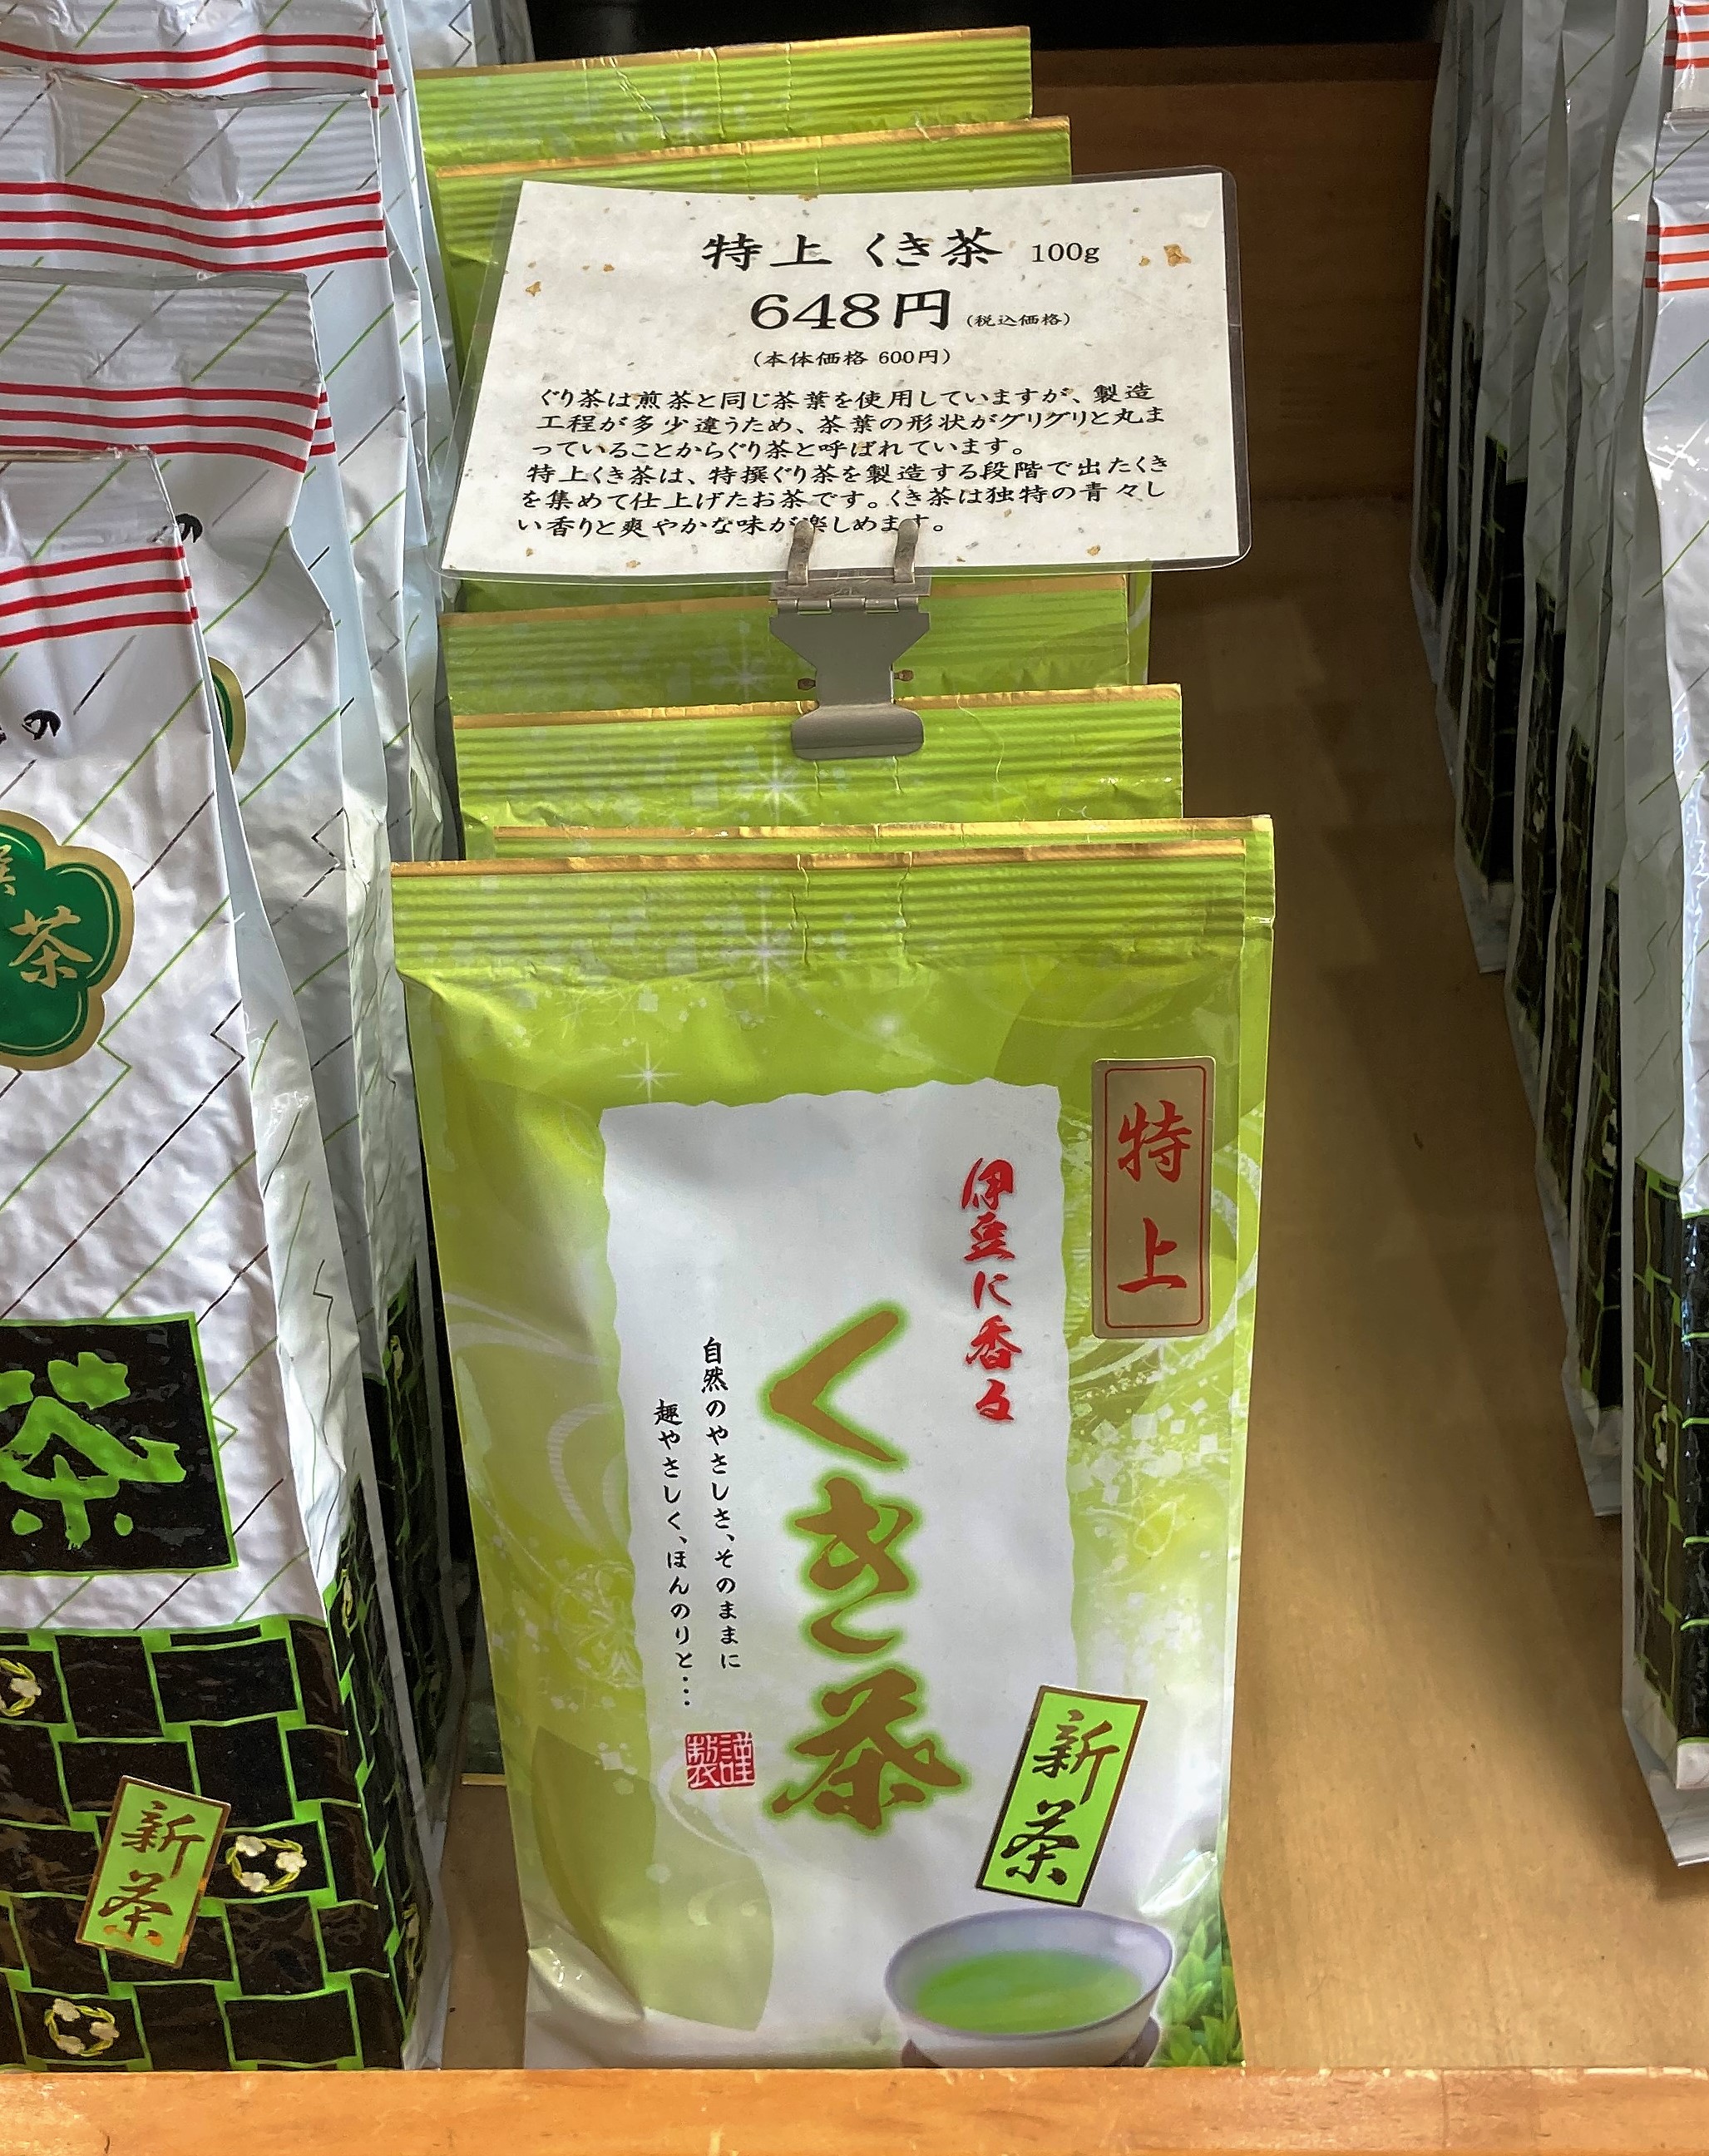 特上 くき茶 100g
648円 (税込価格)
(本体価格 600円)
ぐり茶は煎茶と同じ茶葉を使用していますが、製造
工程が多少違うため、茶葉の形状がグリグリと丸ま
っていることからぐり茶と呼ばれています。
特上くき茶は、特撰ぐり茶を製造する段階で出たくき
を集めて仕上げたお茶です。くき茶は独特の青々し
い香りと爽やかな味が楽しめます。
特上
伊豆に香る
くき茶
自然のやさしさ、そのままに
趣やさしく、ほんのりと‥‥
謹製
新茶
の
茶
茶
新茶